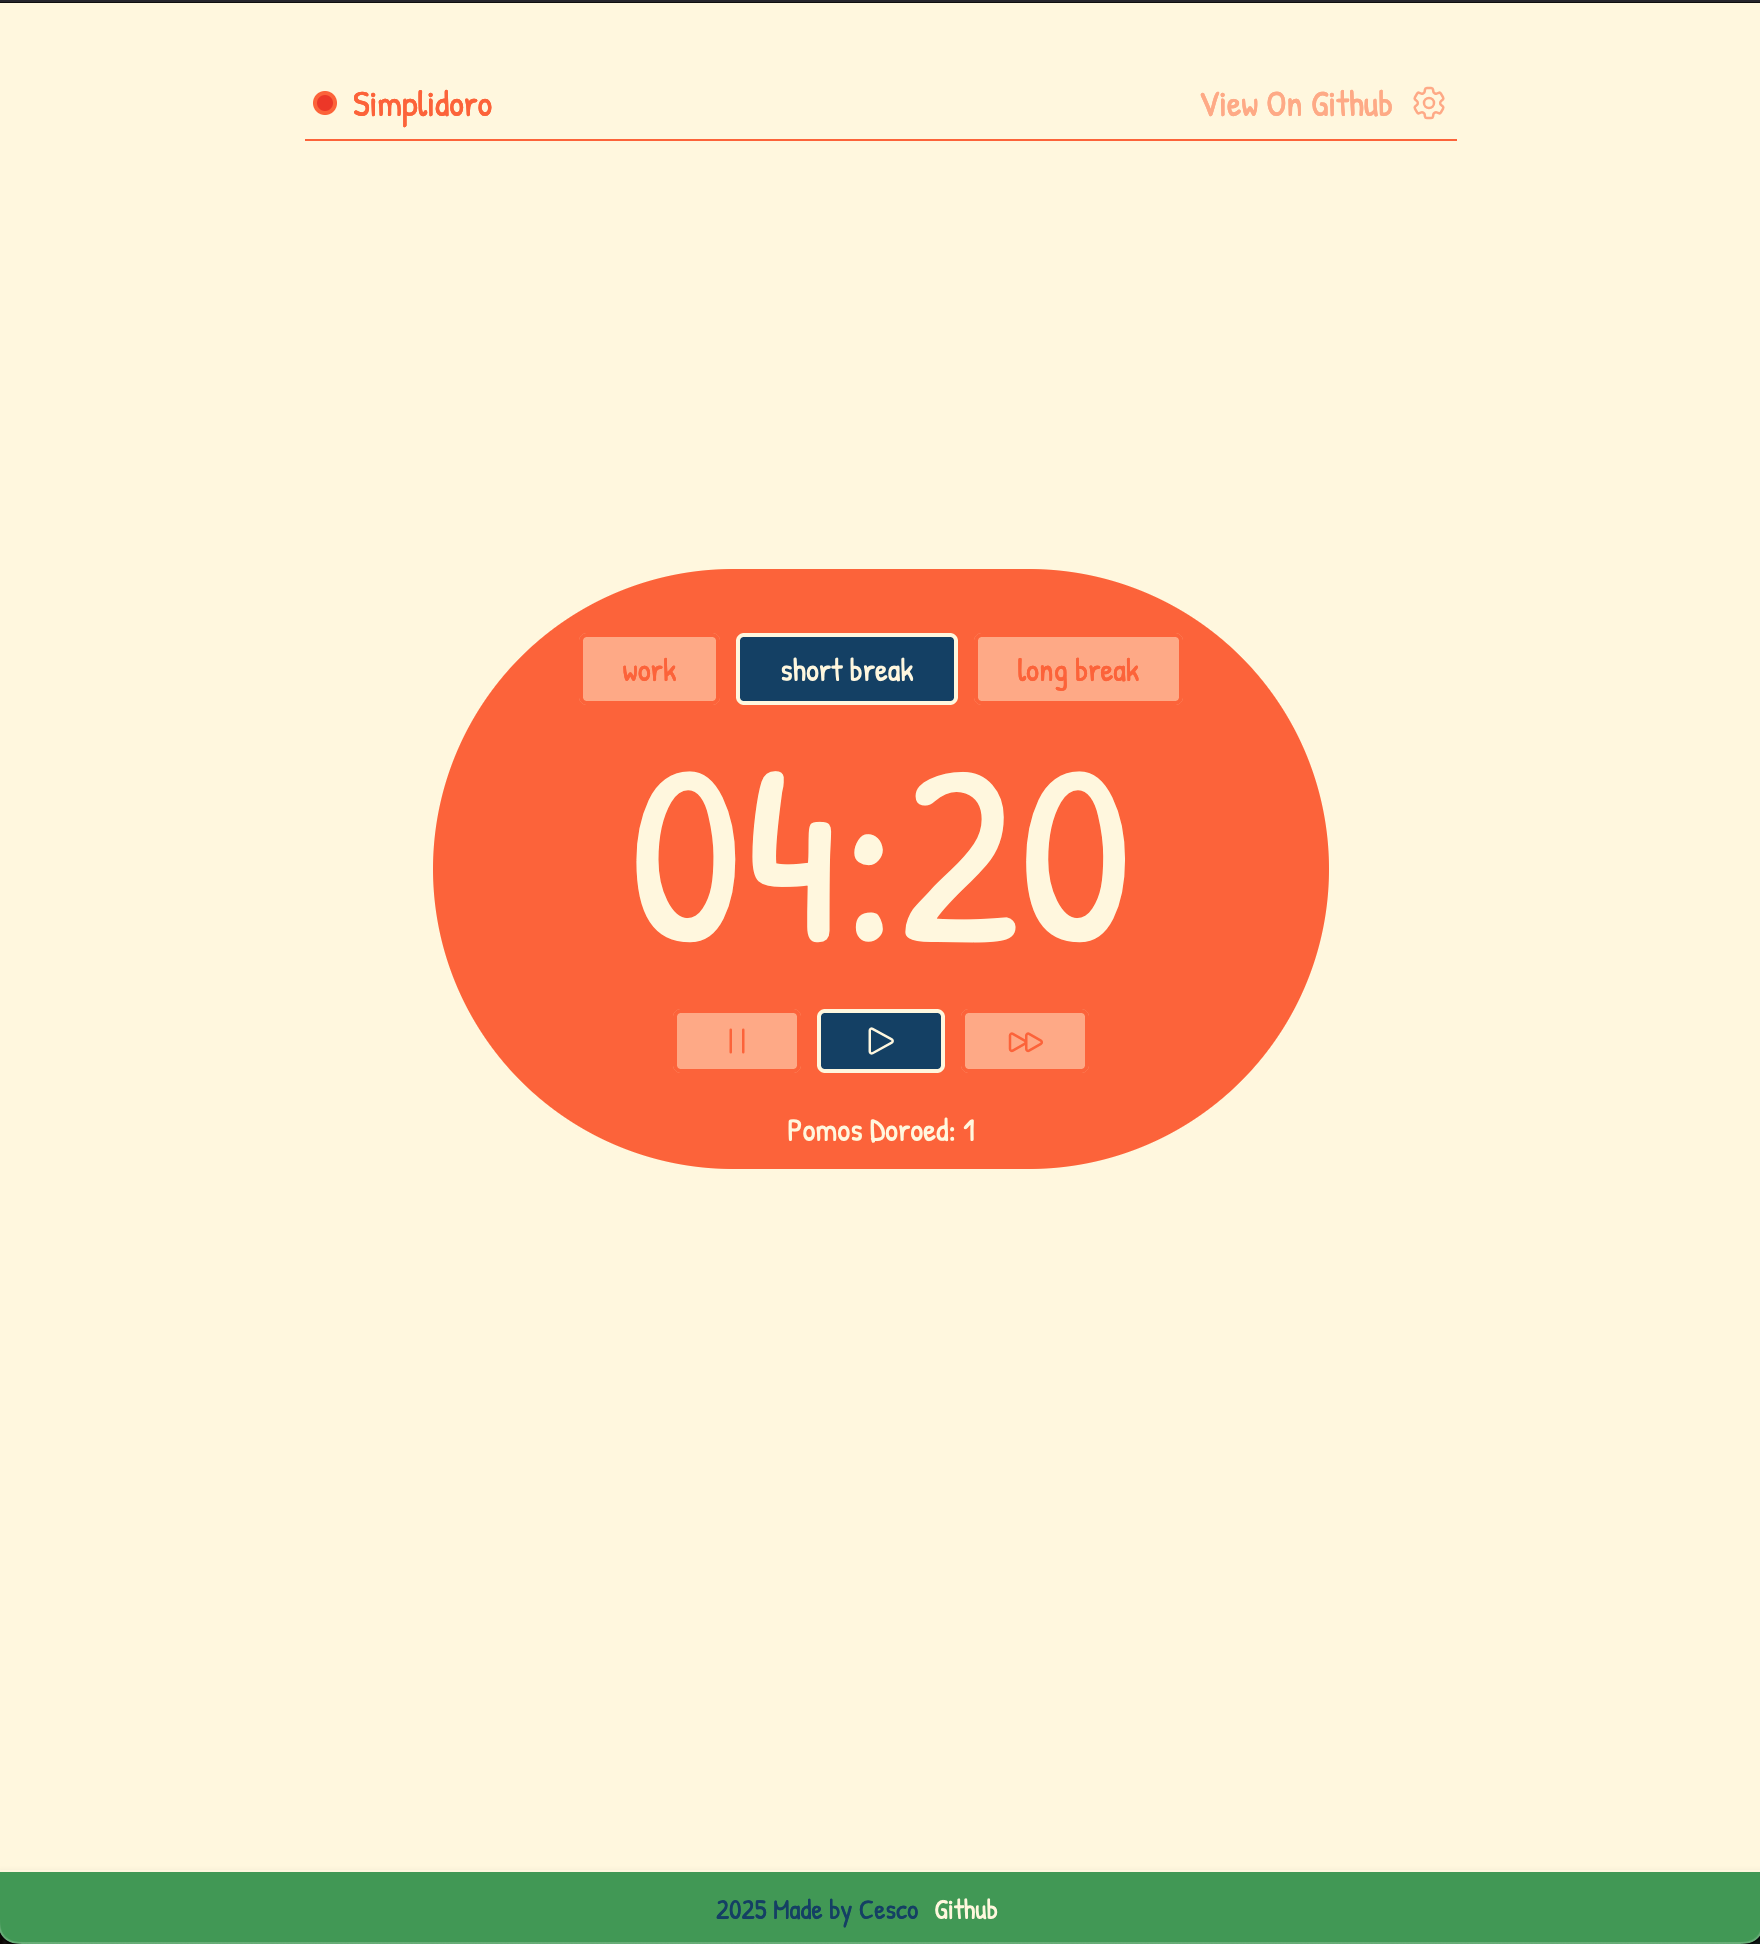 Simplidoro
View On Github
work
short break
long break
04:20
Pomos Doroed: 1
2025 Made by Cesco Github